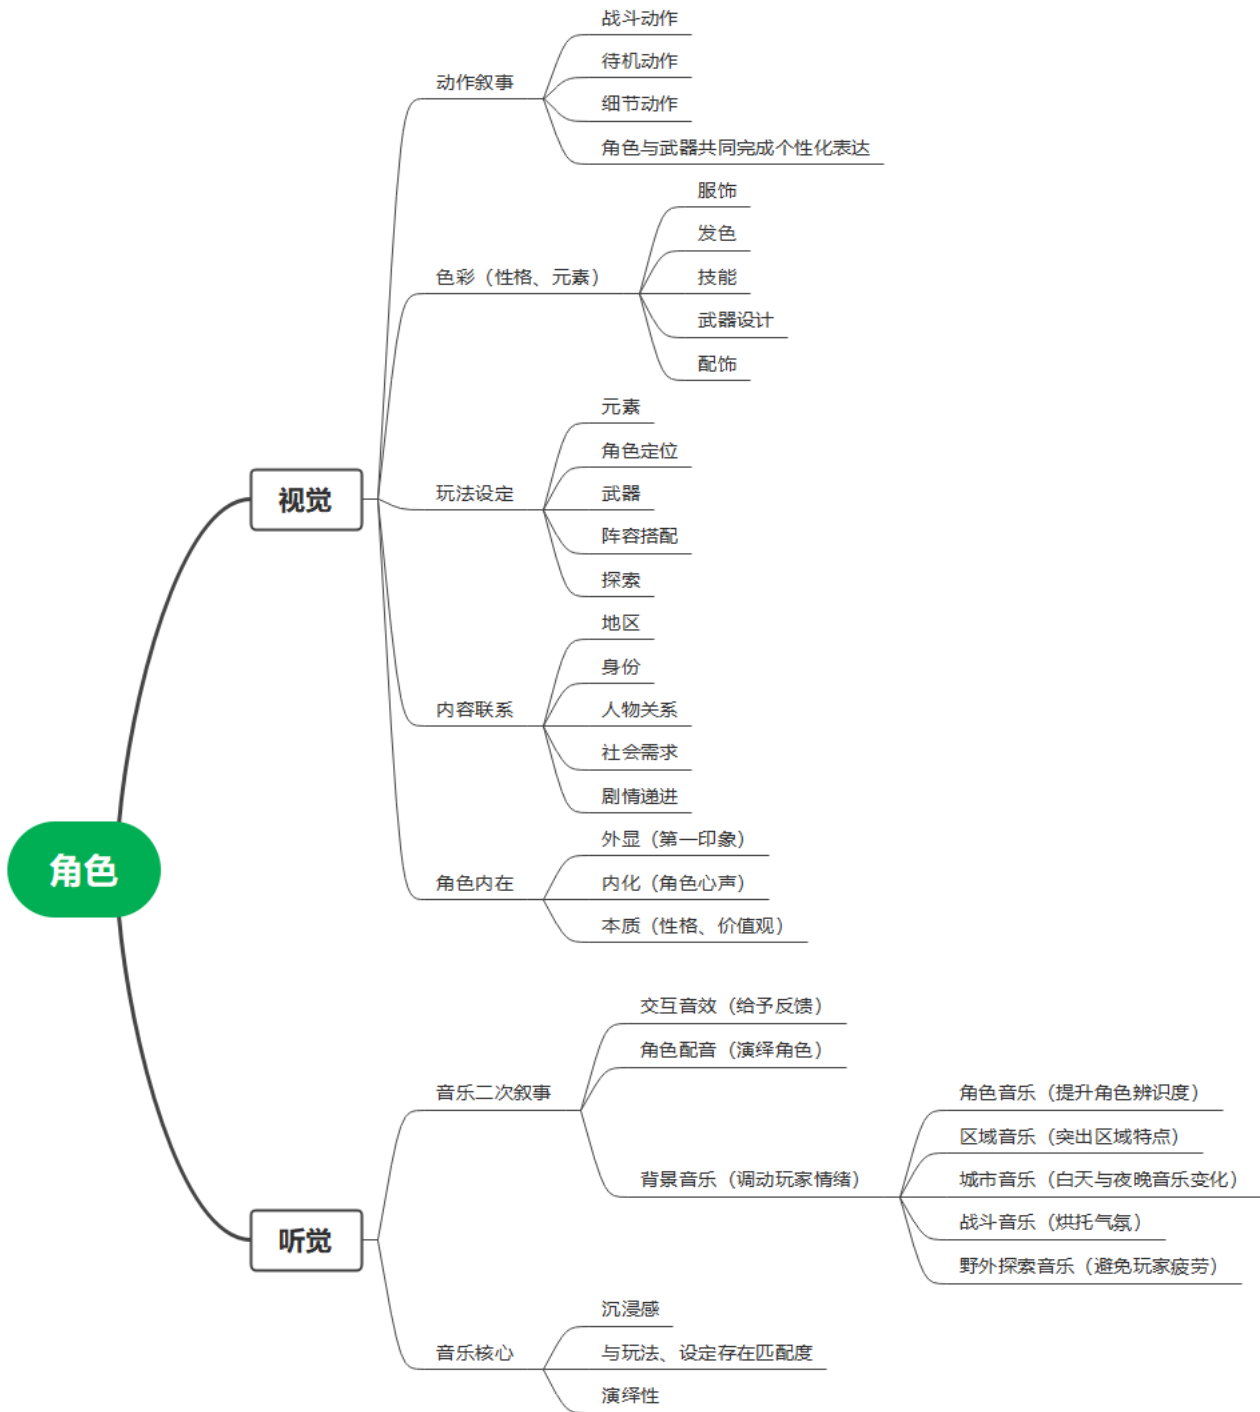 角色
视觉
动作叙事
战斗动作
待机动作
细节动作
角色与武器共同完成个性化表达
色彩（性格、元素）
服饰
发色
技能
武器设计
配饰
玩法设定
元素
角色定位
武器
阵容搭配
探索
内容联系
地区
身份
人物关系
社会需求
剧情递进
角色内在
外显（第一印象）
内化（角色心声）
本质（性格、价值观）
听觉
音乐二次叙事
交互音效（给予反馈）
角色配音（演绎角色）
背景音乐（调动玩家情绪）
角色音乐（提升角色辨识度）
区域音乐（突出区域特点）
城市音乐（白天与夜晚音乐变化）
战斗音乐（烘托气氛）
野外探索音乐（避免玩家疲劳）
音乐核心
沉浸感
与玩法、设定存在匹配度
演绎性